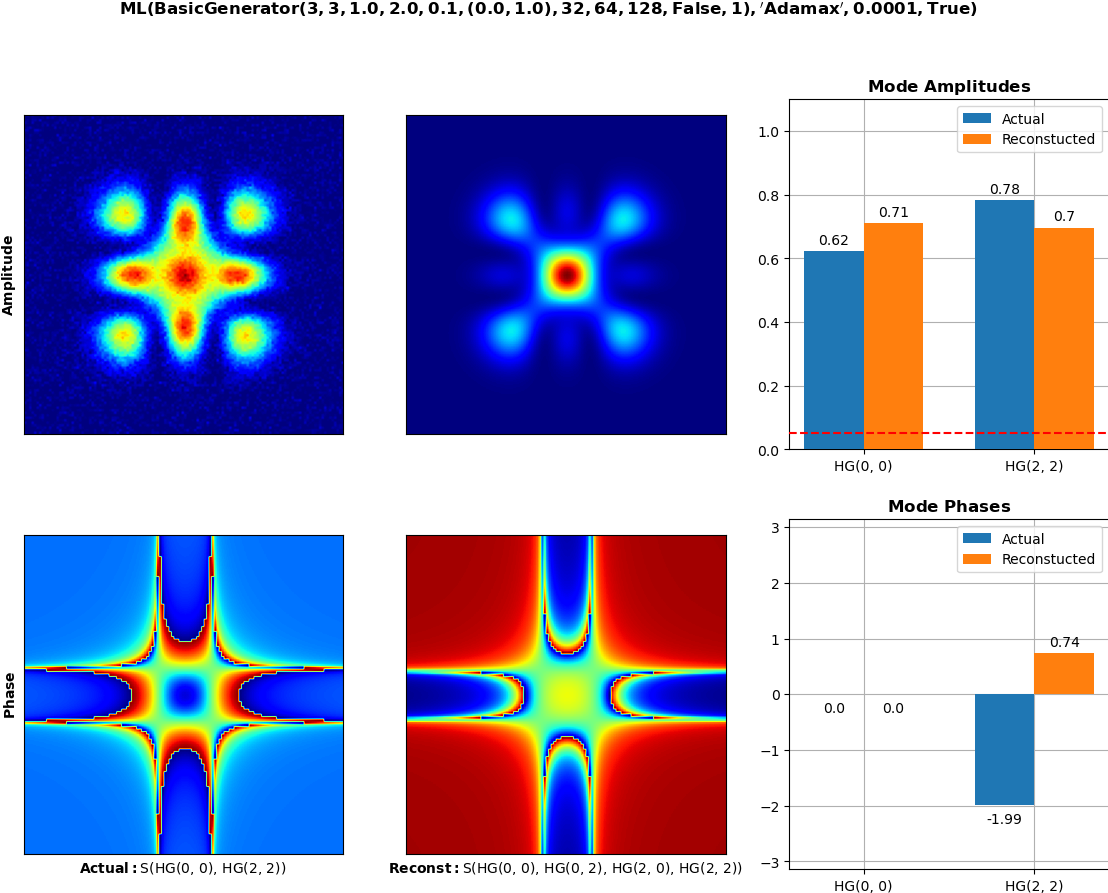 ML(BasicGenerator(3, 3, 1.0, 2.0, 0.1, (0.0, 1.0), 32, 64, 128, False, 1), ′Adamax′, 0.0001, True)
Amplitude
Mode Amplitudes
Actual
Reconstucted
1.0
0.8
0.6
0.4
0.2
0.0
0.62
0.71
0.78
0.7
HG(0, 0)
HG(2, 2)
Phase
Actual: S(HG(0, 0), HG(2, 2))
Reconst: S(HG(0, 0), HG(0, 2), HG(2, 0), HG(2, 2))
Mode Phases
Actual
Reconstucted
3
2
1
0
−1
−2
−3
0.0
0.0
-1.99
0.74
HG(0, 0)
HG(2, 2)